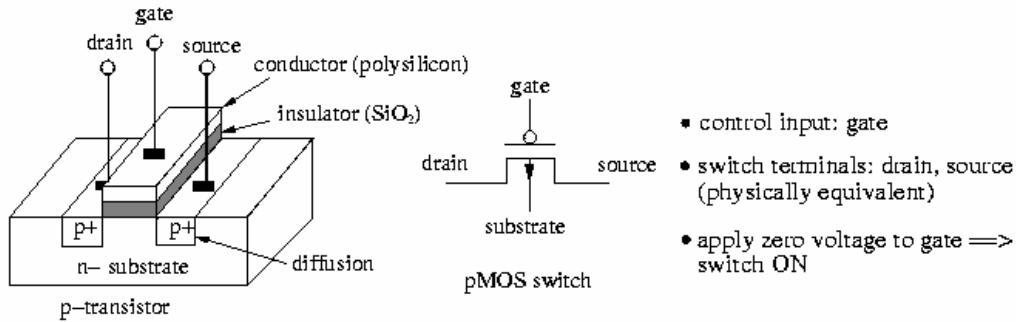 gate
drain
source
conductor (polysilicon)
insulator (SiO₂)
p+
p+
n– substrate
diffusion
p–transistor
gate
drain
source
substrate
pMOS switch
• control input: gate
• switch terminals: drain, source
(physically equivalent)
• apply zero voltage to gate ==>
switch ON